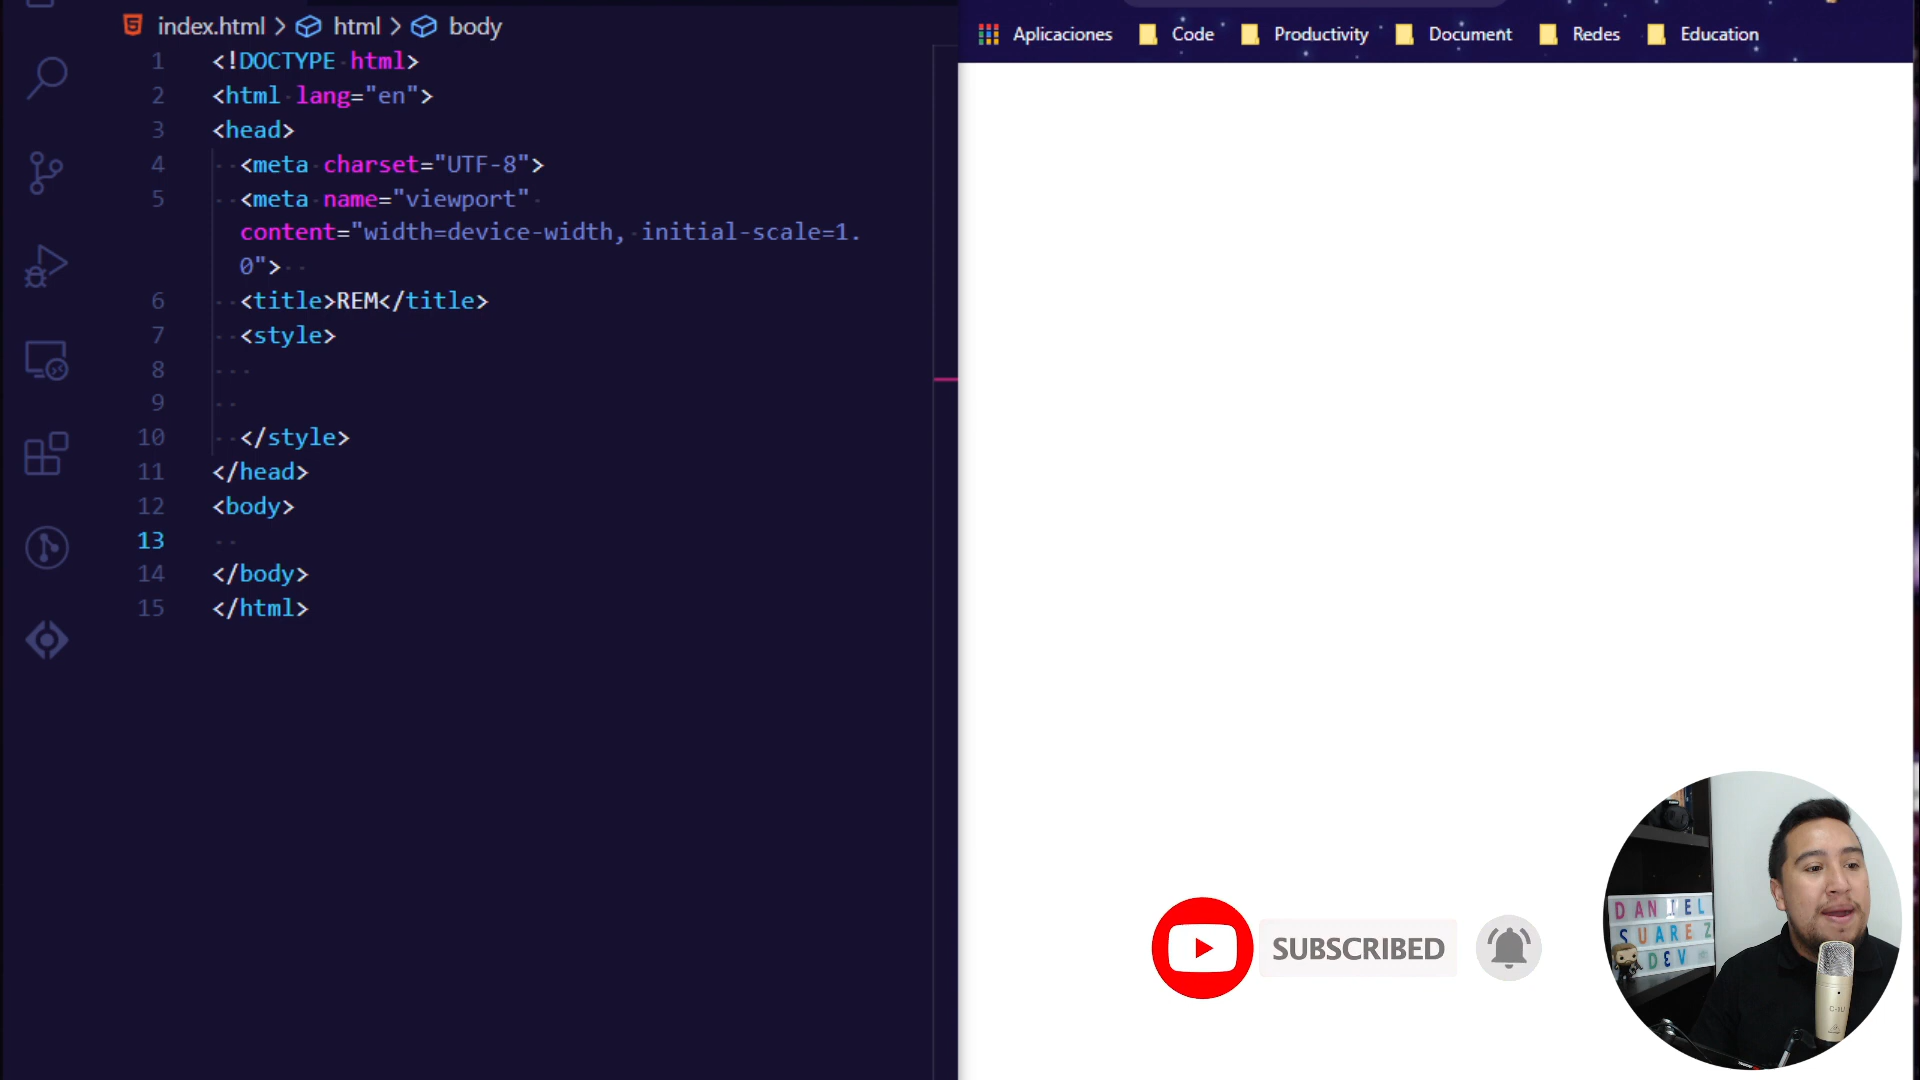 index.html > html > body
1 <!DOCTYPE html>
2 <html lang="en">
3 <head>
4 <meta charset="UTF-8">
5 <meta name="viewport"
content="width=device-width, initial-scale=1.
0">
6 <title>REM</title>
7 <style>
8
9
10 </style>
11 </head>
12 <body>
13
14 </body>
15 </html>
Aplicaciones Code Productivity Document Redes Education
SUBSCRIBED
DANIEL
SUAREZ
DEV
C-1U